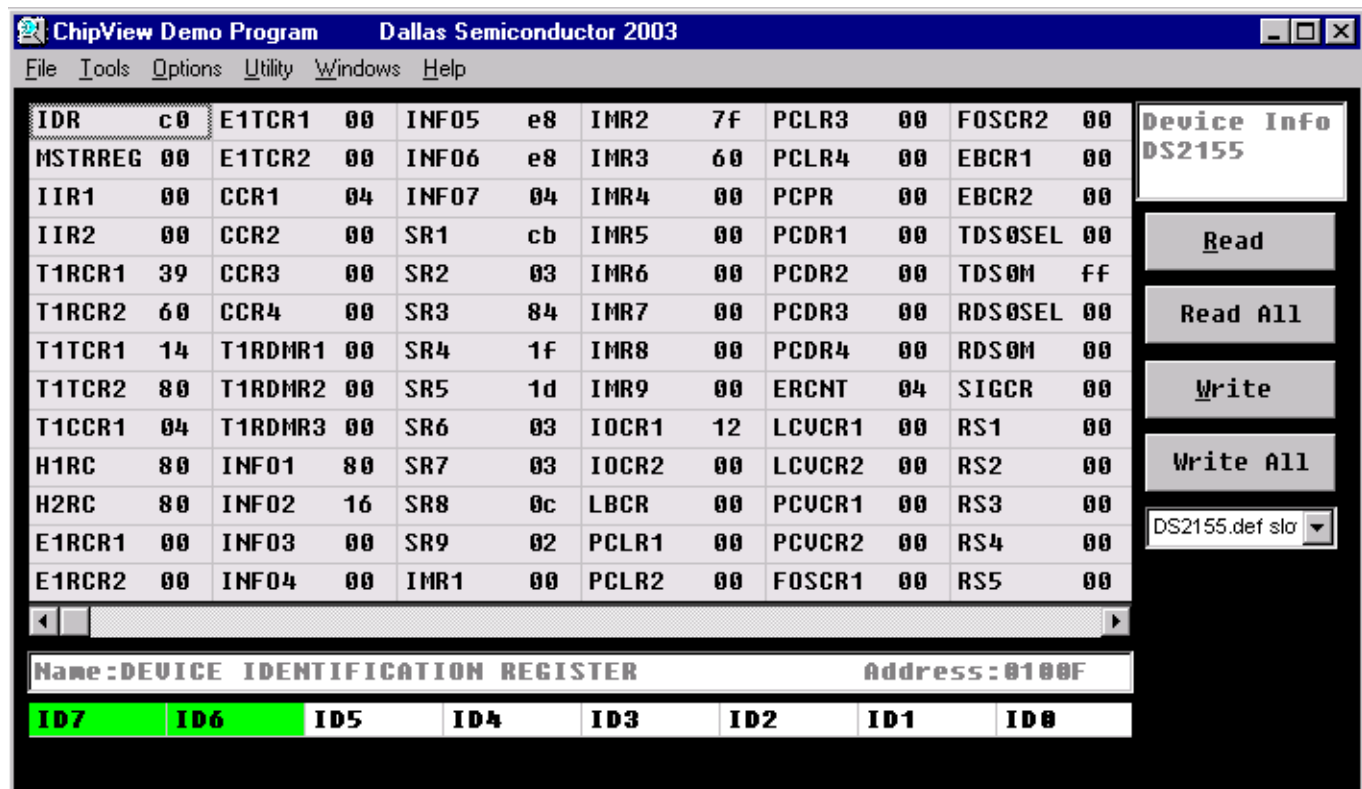 ChipView Demo Program Dallas Semiconductor 2003
File Tools Options Utility Windows Help
IDR c0 E1TCR1 00 INFO5 e8 IMR2 7f PCLR3 00 FOSCR2 00
MSTRREG 00 E1TCR2 00 INFO6 e8 IMR3 60 PCLR4 00 EBCR1 00
IIR1 00 CCR1 04 INFO7 04 IMR4 00 PCPR 00 EBCR2 00
IIR2 00 CCR2 00 SR1 cb IMR5 00 PCDR1 00 TDS0SEL 00
T1RCR1 39 CCR3 00 SR2 03 IMR6 00 PCDR2 00 TDS0M ff
T1RCR2 60 CCR4 00 SR3 84 IMR7 00 PCDR3 00 RDS0SEL 00
T1TCR1 14 T1RDMR1 00 SR4 1f IMR8 00 PCDR4 00 RDS0M 00
T1TCR2 80 T1RDMR2 00 SR5 1d IMR9 00 ERCNT 04 SIGCR 00
T1CCR1 04 T1RDMR3 00 SR6 03 IOCR1 12 LCVCR1 00 RS1 00
H1RC 80 INFO1 80 SR7 03 IOCR2 00 LCVCR2 00 RS2 00
H2RC 80 INFO2 16 SR8 0c LBCR 00 PCVCR1 00 RS3 00
E1RCR1 00 INFO3 00 SR9 02 PCLR1 00 PCVCR2 00 RS4 00
E1RCR2 00 INFO4 00 IMR1 00 PCLR2 00 FOSCR1 00 RS5 00
Device Info
DS2155
Read
Read All
Write
Write All
DS2155.def slo
Name:DEVICE IDENTIFICATION REGISTER Address:0100F
ID7 ID6 ID5 ID4 ID3 ID2 ID1 ID0